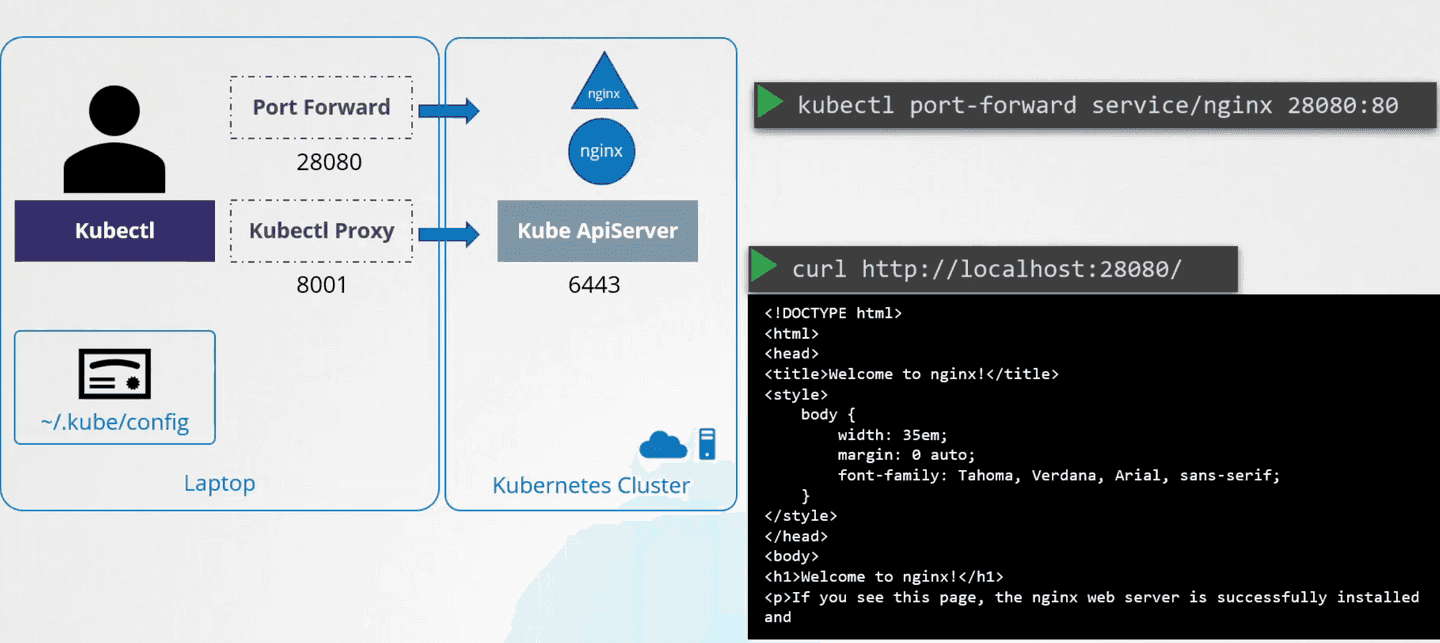 Port Forward
28080
Kubectl
Kubectl Proxy
8001
~/.kube/config
Laptop
nginx
nginx
Kube ApiServer
6443
Kubernetes Cluster
kubectl port-forward service/nginx 28080:80
curl http://localhost:28080/
<!DOCTYPE html>
<html>
<head>
<title>Welcome to nginx!</title>
<style>
    body {
        width: 35em;
        margin: 0 auto;
        font-family: Tahoma, Verdana, Arial, sans-serif;
    }
</style>
</head>
<body>
<h1>Welcome to nginx!</h1>
<p>If you see this page, the nginx web server is successfully installed
and